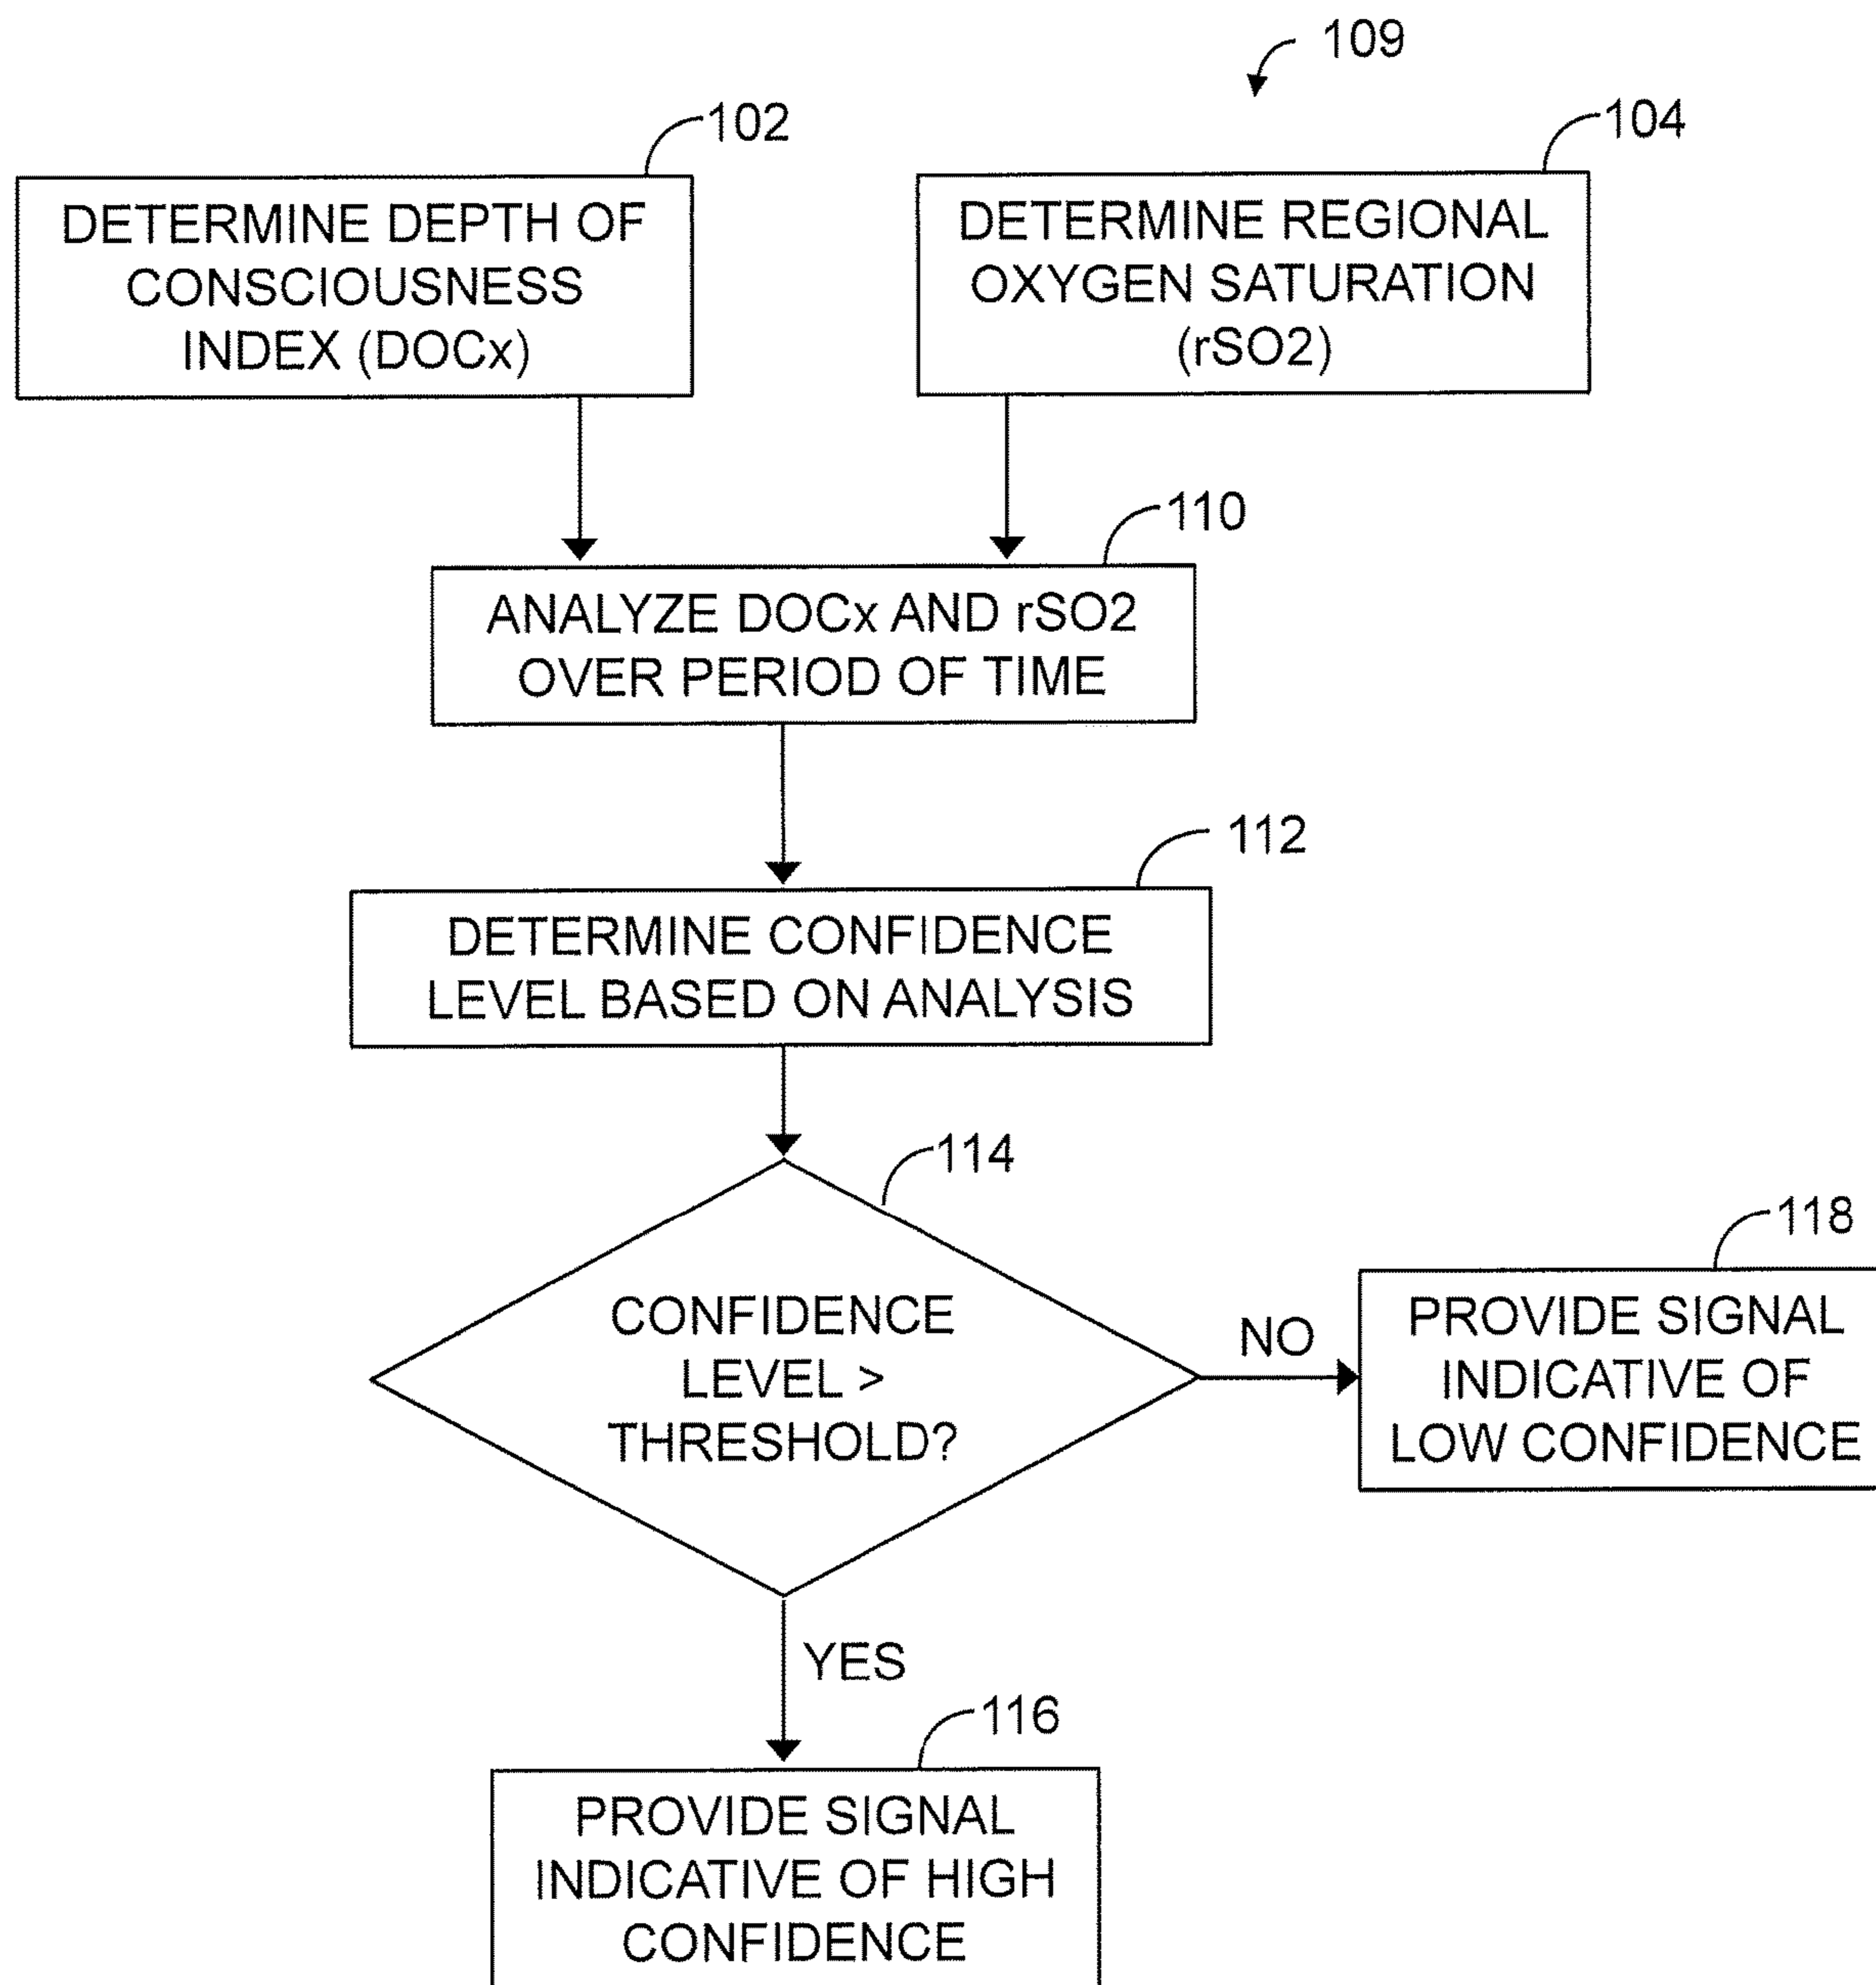 109
102
DETERMINE DEPTH OF
CONSCIOUSNESS
INDEX (DOCx)
104
DETERMINE REGIONAL
OXYGEN SATURATION
(rSO2)
110
ANALYZE DOCx AND rSO2
OVER PERIOD OF TIME
112
DETERMINE CONFIDENCE
LEVEL BASED ON ANALYSIS
114
CONFIDENCE
LEVEL >
THRESHOLD?
NO
118
PROVIDE SIGNAL
INDICATIVE OF
LOW CONFIDENCE
YES
116
PROVIDE SIGNAL
INDICATIVE OF HIGH
CONFIDENCE